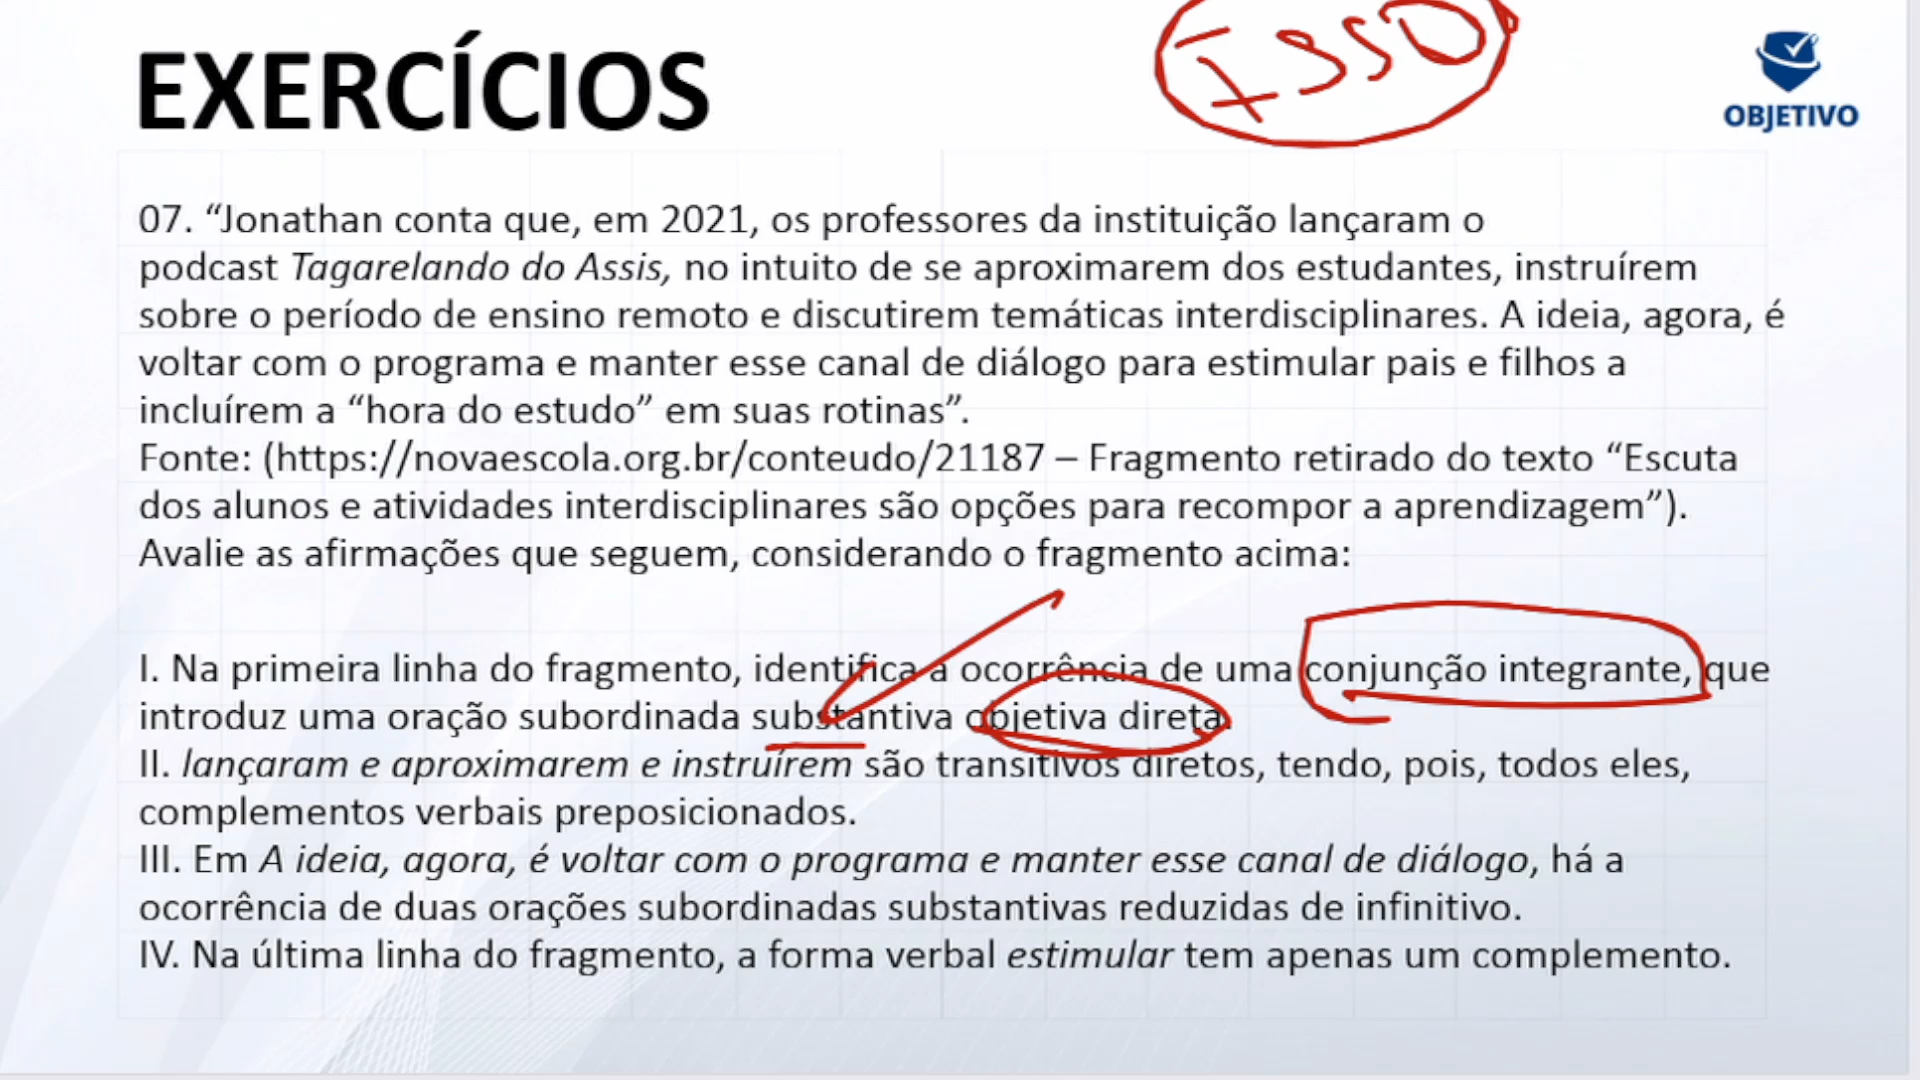 ISSO
EXERCÍCIOS
OBJETIVO
07. “Jonathan conta que, em 2021, os professores da instituição lançaram o
podcast Tagarelando do Assis, no intuito de se aproximarem dos estudantes, instruírem
sobre o período de ensino remoto e discutirem temáticas interdisciplinares. A ideia, agora, é
voltar com o programa e manter esse canal de diálogo para estimular pais e filhos a
incluírem a “hora do estudo” em suas rotinas”.
Fonte: (https://novaescola.org.br/conteudo/21187 – Fragmento retirado do texto “Escuta
dos alunos e atividades interdisciplinares são opções para recompor a aprendizagem”).
Avalie as afirmações que seguem, considerando o fragmento acima:
I. Na primeira linha do fragmento, identifica a ocorrência de uma conjunção integrante, que
introduz uma oração subordinada substantiva objetiva direta.
II. lançaram e aproximarem e instruírem são transitivos diretos, tendo, pois, todos eles,
complementos verbais preposicionados.
III. Em A ideia, agora, é voltar com o programa e manter esse canal de diálogo, há a
ocorrência de duas orações subordinadas substantivas reduzidas de infinitivo.
IV. Na última linha do fragmento, a forma verbal estimular tem apenas um complemento.